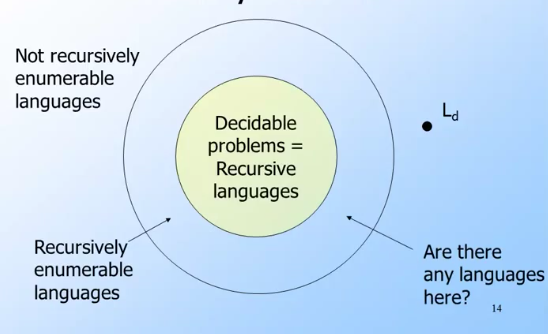 Not recursively
enumerable
languages
Decidable
problems =
Recursive
languages
L_d
Recursively
enumerable
languages
Are there
any languages
here?
14